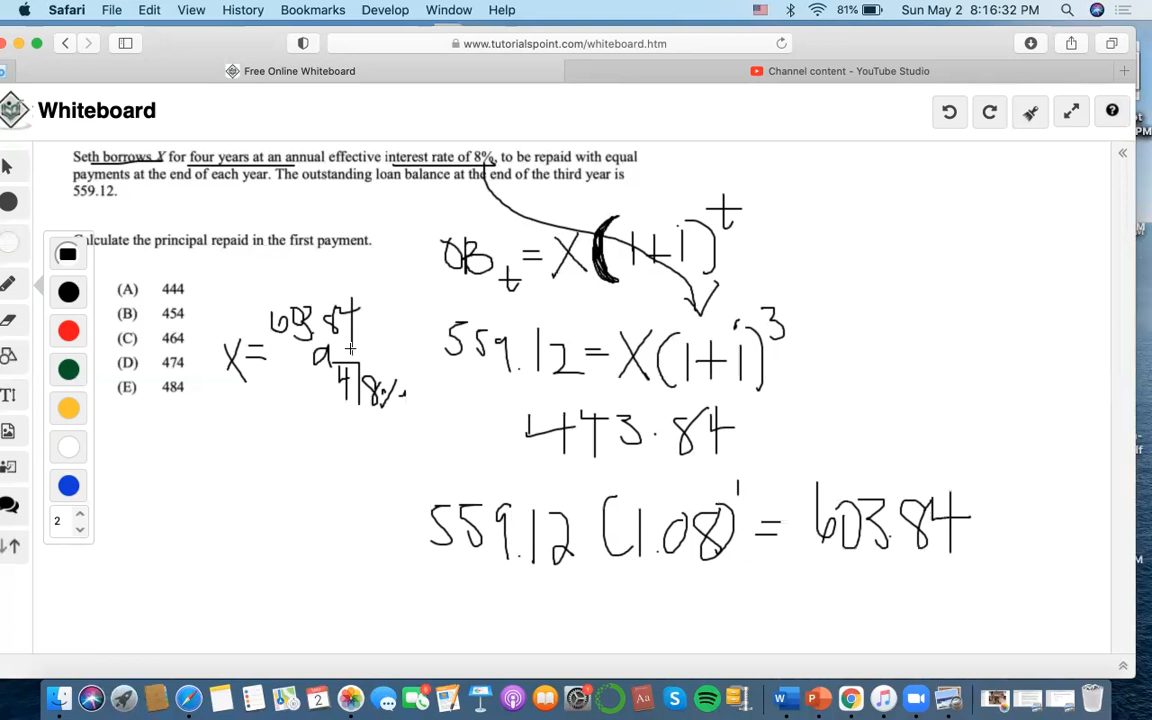 Safari File Edit View History Bookmarks Develop Window Help 81% Sun May 2 8:16:32 PM
www.tutorialspoint.com/whiteboard.htm
Free Online Whiteboard
Channel content - YouTube Studio
Whiteboard
Seth borrows X for four years at an annual effective interest rate of 8%, to be repaid with equal
payments at the end of each year. The outstanding loan balance at the end of the third year is
559.12.
Calculate the principal repaid in the first payment.
(A) 444
(B) 454
(C) 464
(D) 474
(E) 484
OB t = X(1+i)^t
559.12 = X(1+i)^3
473.84
559.12 (1.08)^1 = 603.84
X = 603.84 a 4|8%
2